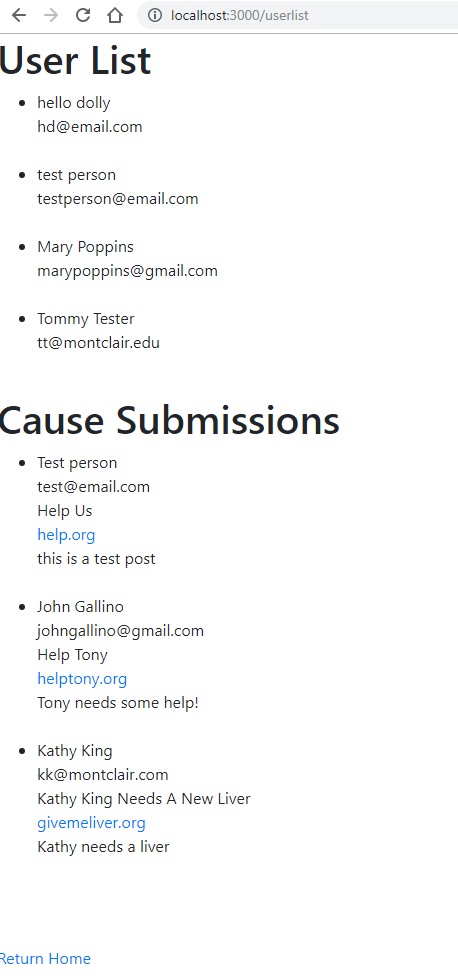 localhost:3000/userlist
User List
hello dolly
hd@email.com
test person
testperson@email.com
Mary Poppins
marypoppins@gmail.com
Tommy Tester
tt@montclair.edu
Cause Submissions
Test person
test@email.com
Help Us
help.org
this is a test post
John Gallino
johngallino@gmail.com
Help Tony
helptony.org
Tony needs some help!
Kathy King
kk@montclair.com
Kathy King Needs A New Liver
givemeliver.org
Kathy needs a liver
Return Home